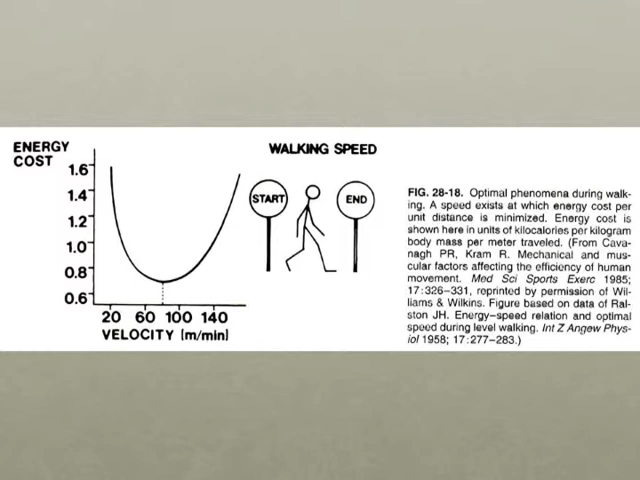 ENERGY
COST
1.6
1.4
1.2
1.0
0.8
0.6
20 60 100 140
VELOCITY (m/min)
WALKING SPEED
START
END
FIG. 28-18. Optimal phenomena during walk-
ing. A speed exists at which energy cost per
unit distance is minimized. Energy cost is
shown here in units of kilocalories per kilogram
body mass per meter traveled. (From Cava-
nagh PR, Kram R. Mechanical and mus-
cular factors affecting the efficiency of human
movement. Med Sci Sports Exerc 1985;
17:326–331, reprinted by permission of Wil-
liams & Wilkins. Figure based on data of Ral-
ston JH. Energy–speed relation and optimal
speed during level walking. Int Z Angew Phys-
iol 1958; 17:277–283.)